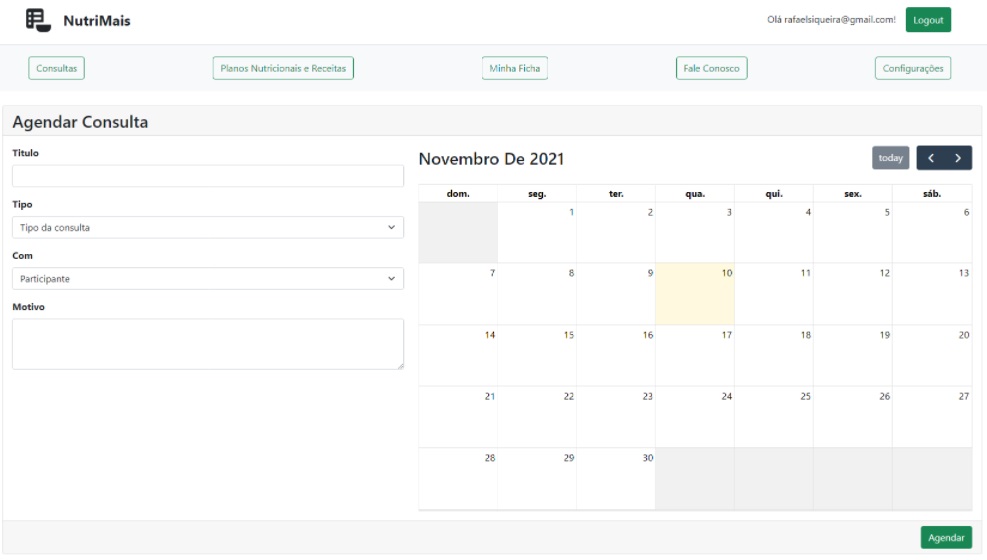 NutriMais
Olá rafaelsiqueira@gmail.com!
Logout
Consultas
Planos Nutricionais e Receitas
Minha Ficha
Fale Conosco
Configurações
Agendar Consulta
Titulo
Tipo
Tipo da consulta
Com
Participante
Motivo
Novembro De 2021
today
dom. seg. ter. qua. qui. sex. sáb.
1 2 3 4 5 6
7 8 9 10 11 12 13
14 15 16 17 18 19 20
21 22 23 24 25 26 27
28 29 30
Agendar